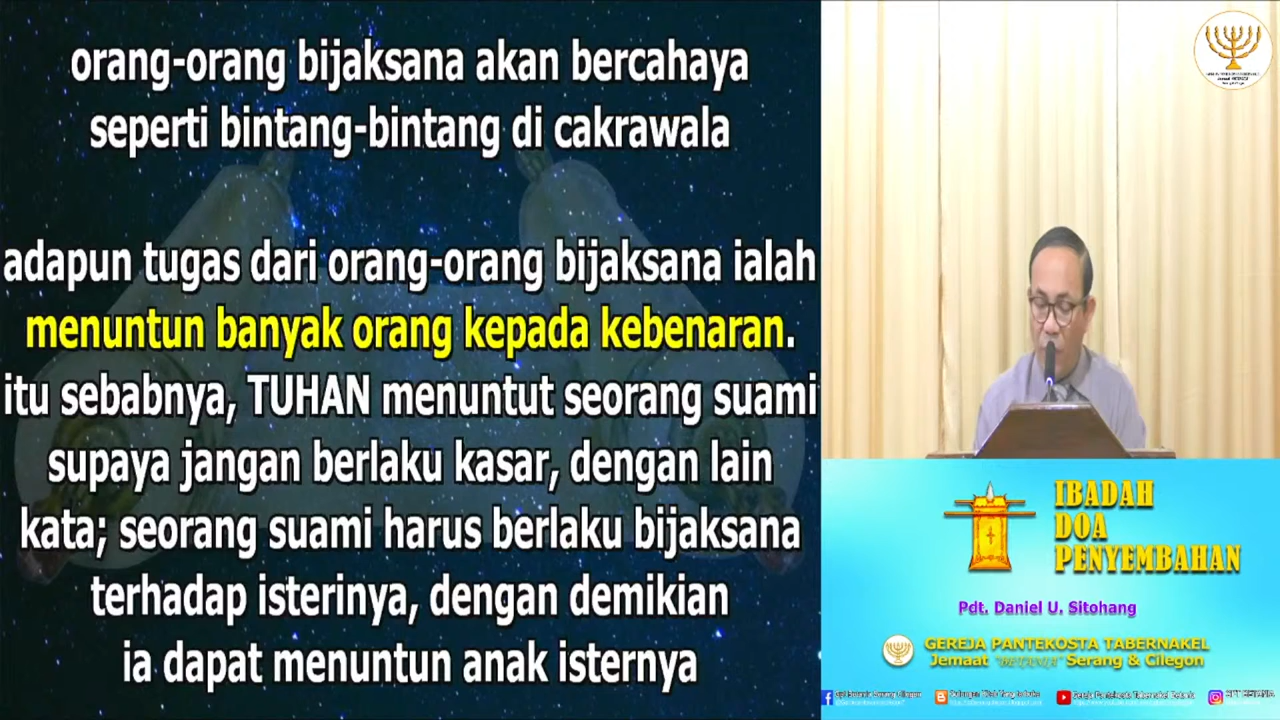 orang-orang bijaksana akan bercahaya
seperti bintang-bintang di cakrawala
adapun tugas dari orang-orang bijaksana ialah
menuntun banyak orang kepada kebenaran.
itu sebabnya, TUHAN menuntut seorang suami
supaya jangan berlaku kasar, dengan lain
kata; seorang suami harus berlaku bijaksana
terhadap isterinya, dengan demikian
ia dapat menuntun anak isternya
IBADAH
DOA
PENYEMBAHAN
Pdt. Daniel U. Sitohang
GEREJA PANTEKOSTA TABERNAKEL
Jemaat "BETANIA" Serang & Cilegon